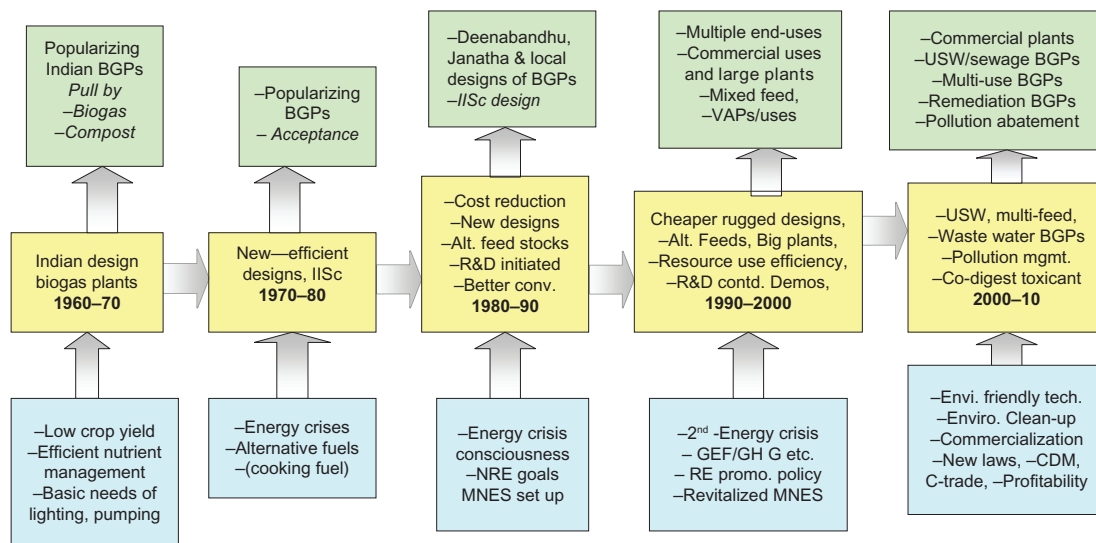 Popularizing
Indian BGPs
Pull by
–Biogas
–Compost
–Popularizing
BGPs
– Acceptance
–Deenabandhu,
Janatha & local
designs of BGPs
–IISc design
–Multiple end-uses
–Commercial uses
and large plants
–Mixed feed,
–VAPs/uses
–Commercial plants
–USW/sewage BGPs
–Multi-use BGPs
–Remediation BGPs
–Pollution abatement
Indian design
biogas plants
1960–70
New—efficient
designs, IISc
1970–80
–Cost reduction
–New designs
–Alt. feed stocks
–R&D initiated
–Better conv.
1980–90
Cheaper rugged designs,
–Alt. Feeds, Big plants,
–Resource use efficiency,
–R&D contd. Demos,
1990–2000
–USW, multi-feed,
–Waste water BGPs
–Pollution mgmt.
–Co-digest toxicant
2000–10
–Low crop yield
–Efficient nutrient
management
–Basic needs of
lighting, pumping
–Energy crises
–Alternative fuels
–(cooking fuel)
–Energy crisis
consciousness
–NRE goals
MNES set up
–2nd -Energy crisis
– GEF/GH G etc.
– RE promo. policy
–Revitalized MNES
–Envi. friendly tech.
–Enviro. Clean-up
–Commercialization
–New laws, –CDM,
C-trade, –Profitability